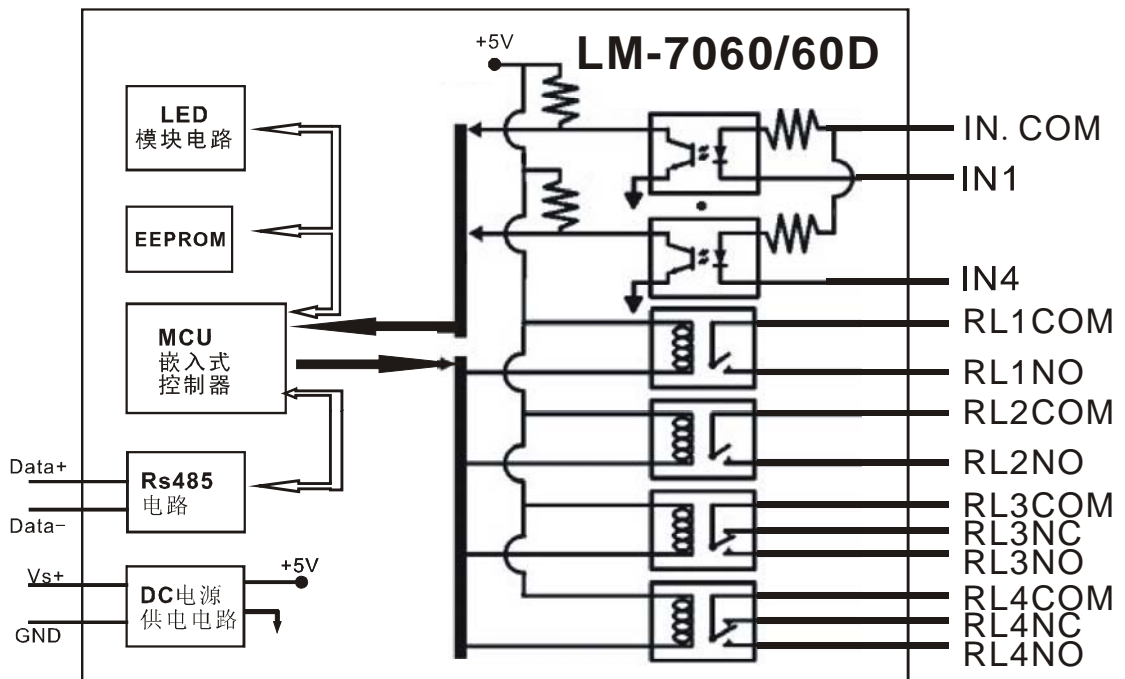 +5V
LM-7060/60D
LED
模块电路
EEPROM
MCU
嵌入式
控制器
Data+
Data-
Rs485
电路
Vs+
GND
DC电源
供电电路
+5V
IN. COM
IN1
IN4
RL1COM
RL1NO
RL2COM
RL2NO
RL3COM
RL3NC
RL3NO
RL4COM
RL4NC
RL4NO